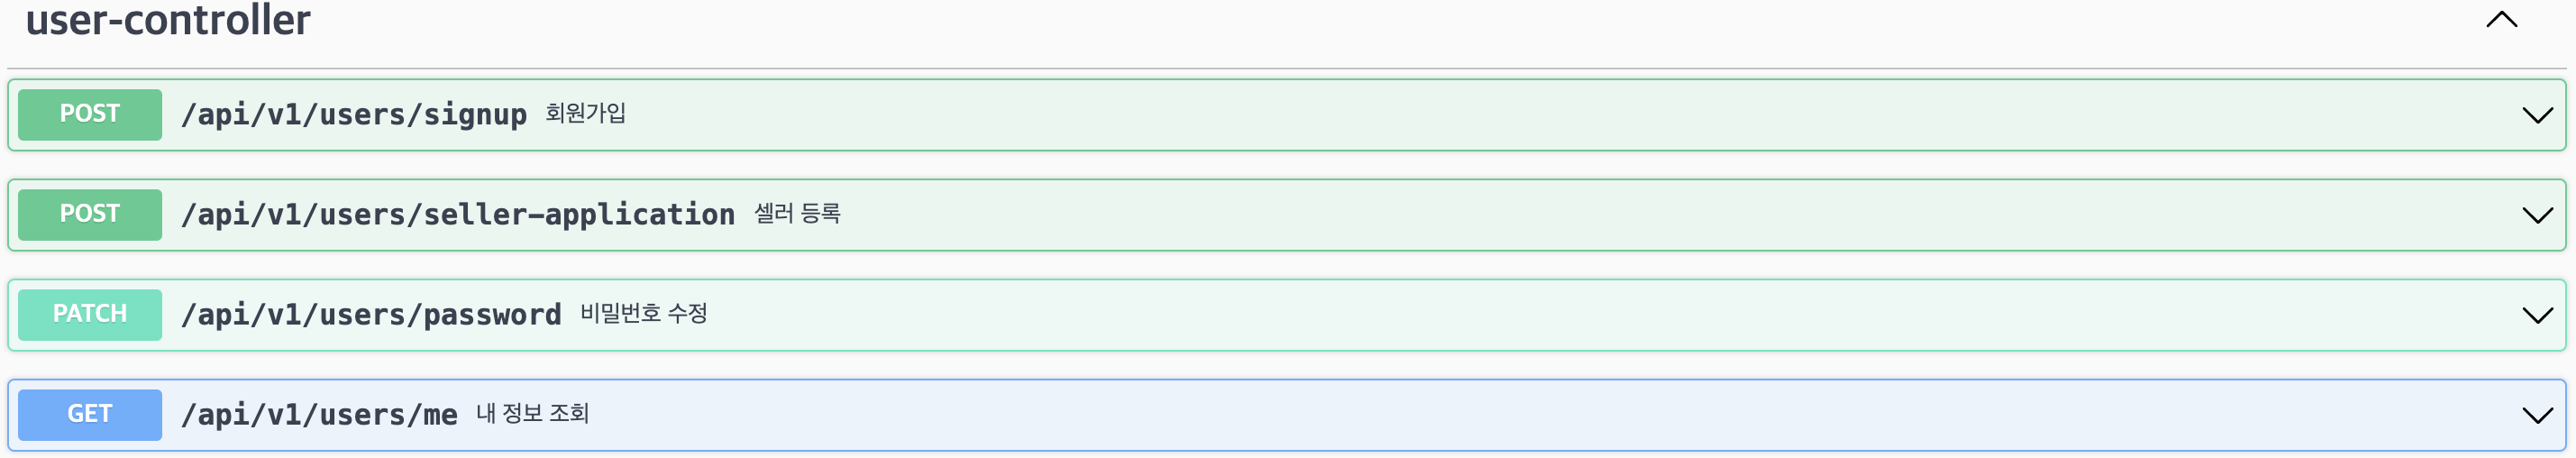 user-controller
POST /api/v1/users/signup 회원가입
POST /api/v1/users/seller-application 셀러 등록
PATCH /api/v1/users/password 비밀번호 수정
GET /api/v1/users/me 내 정보 조회